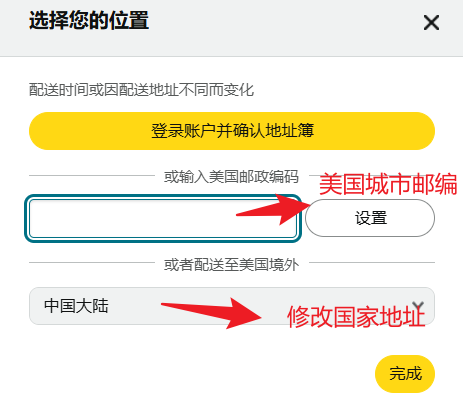 选择您的位置
配送时间或因配送地址不同而变化
登录账户并确认地址簿
或输入美国邮政编码
美国城市邮编
设置
或者配送至美国境外
中国大陆
修改国家地址
完成